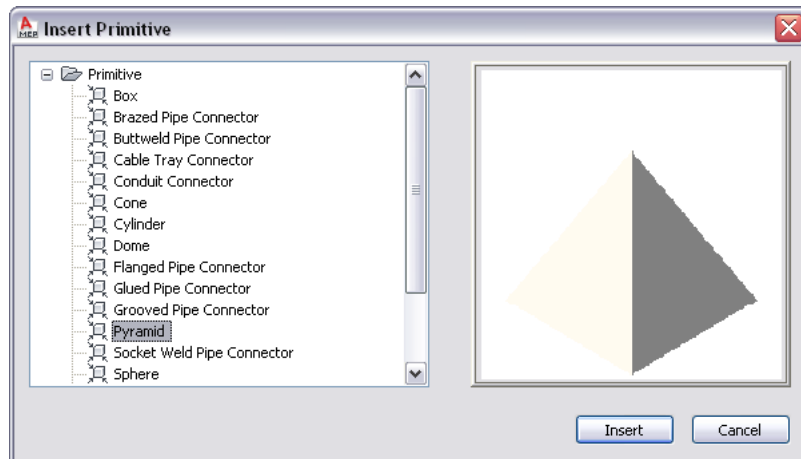 Insert Primitive
Primitive
Box
Brazed Pipe Connector
Buttweld Pipe Connector
Cable Tray Connector
Conduit Connector
Cone
Cylinder
Dome
Flanged Pipe Connector
Glued Pipe Connector
Grooved Pipe Connector
Pyramid
Socket Weld Pipe Connector
Sphere
Insert
Cancel